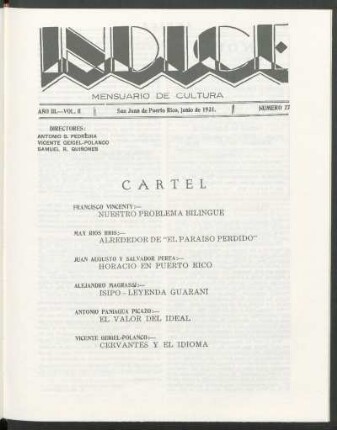 INDICE
MENSUARIO DE CULTURA
AÑO III.—VOL. II San Juan de Puerto Rico, junio de 1931. NUMERO 27
DIRECTORES:
ANTONIO S. PEDREIRA
VICENTE GEIGEL-POLANCO
SAMUEL R. QUIÑONES
CARTEL
FRANCISCO VINCENTY:—
NUESTRO PROBLEMA BILINGUE
MAX RIOS RIOS:—
ALREDEDOR DE "EL PARAISO PERDIDO"
JUAN AUGUSTO Y SALVADOR PEREA:—
HORACIO EN PUERTO RICO
ALEJANDRO MAGRASSI:—
ISIPO - LEYENDA GUARANI
ANTONIO PANIAGUA PICAZO:—
EL VALOR DEL IDEAL
VICENTE GEIGEL-POLANCO:—
CERVANTES Y EL IDIOMA